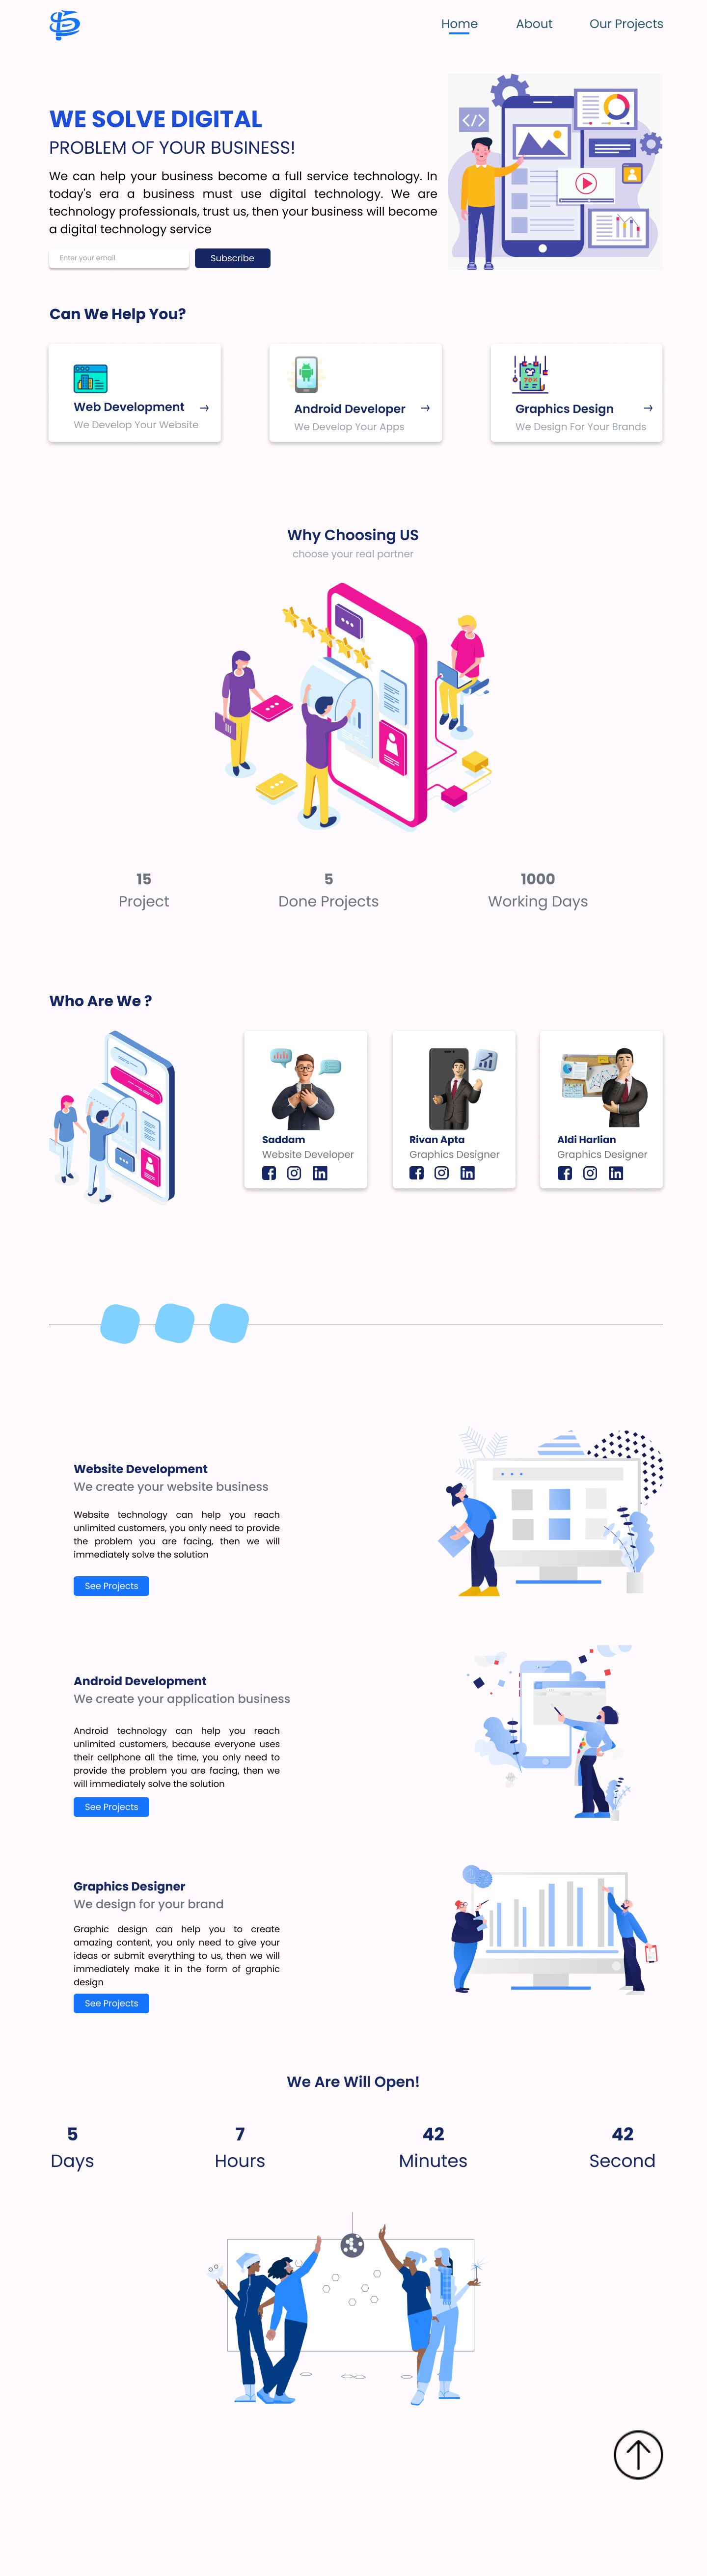 Home
About
Our Projects
WE SOLVE DIGITAL
PROBLEM OF YOUR BUSINESS!
We can help your business become a full service technology. In
today's era a business must use digital technology. We are
technology professionals, trust us, then your business will become
a digital technology service
Enter your email
Subscribe
Can We Help You?
Web Development →
We Develop Your Website
Android Developer →
We Develop Your Apps
Graphics Design →
We Design For Your Brands
Why Choosing US
choose your real partner
15
Project
5
Done Projects
1000
Working Days
Who Are We ?
Saddam
Website Developer
Rivan Apta
Graphics Designer
Aldi Harlian
Graphics Designer
Website Development
We create your website business
Website technology can help you reach
unlimited customers, you only need to provide
the problem you are facing, then we will
immediately solve the solution
See Projects
Android Development
We create your application business
Android technology can help you reach
unlimited customers, because everyone uses
their cellphone all the time, you only need to
provide the problem you are facing, then we
will immediately solve the solution
See Projects
Graphics Designer
We design for your brand
Graphic design can help you to create
amazing content, you only need to give your
ideas or submit everything to us, then we will
immediately make it in the form of graphic
design
See Projects
We Are Will Open!
5
Days
7
Hours
42
Minutes
42
Second